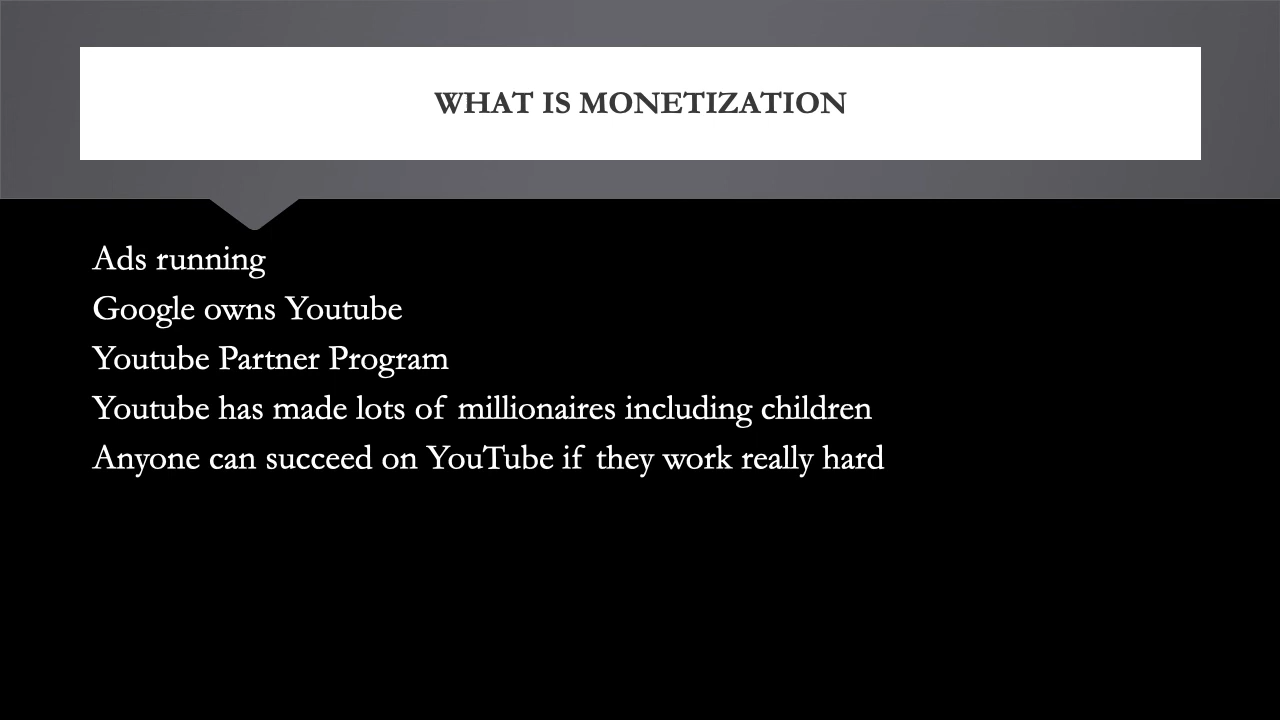 WHAT IS MONETIZATION
Ads running
Google owns Youtube
Youtube Partner Program
Youtube has made lots of millionaires including children
Anyone can succeed on YouTube if they work really hard